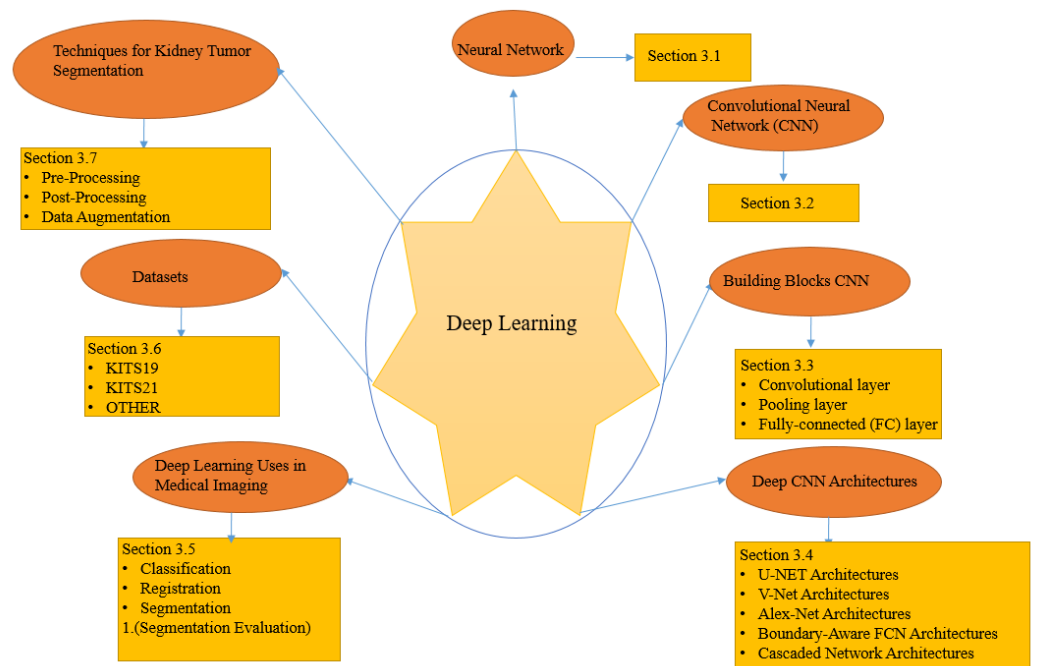 Techniques for Kidney Tumor
Segmentation
Section 3.7
• Pre-Processing
• Post-Processing
• Data Augmentation
Datasets
Section 3.6
• KITS19
• KITS21
• OTHER
Deep Learning Uses in
Medical Imaging
Section 3.5
• Classification
• Registration
• Segmentation
1.(Segmentation Evaluation)
Deep Learning
Neural Network
Section 3.1
Convolutional Neural
Network (CNN)
Section 3.2
Building Blocks CNN
Section 3.3
• Convolutional layer
• Pooling layer
• Fully-connected (FC) layer
Deep CNN Architectures
Section 3.4
• U-NET Architectures
• V-Net Architectures
• Alex-Net Architectures
• Boundary-Aware FCN Architectures
• Cascaded Network Architectures